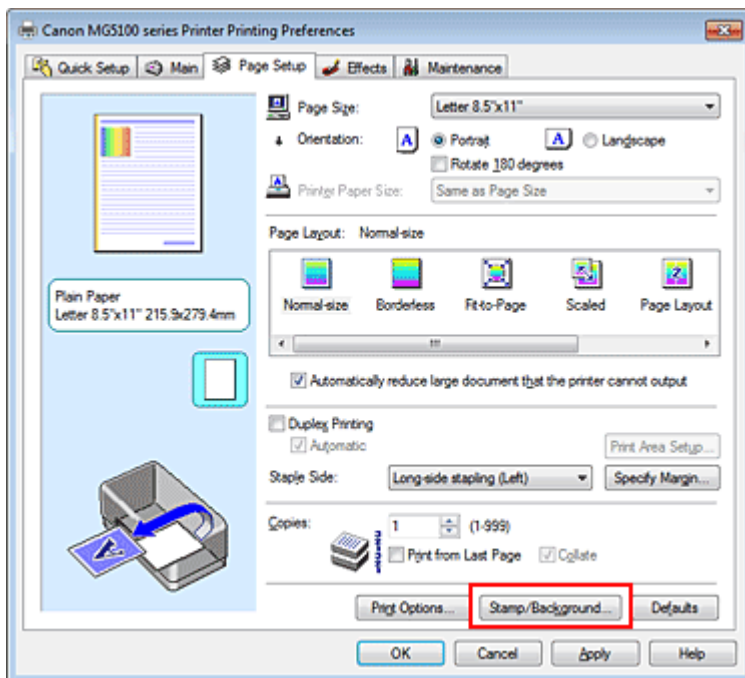 Canon MG5100 series Printer Printing Preferences
Quick Setup Main Page Setup Effects Maintenance
Page Size: Letter 8.5"x11"
Orientation: A Portrait A Landscape
Rotate 180 degrees
Printer Paper Size: Same as Page Size
Page Layout: Normal-size
Normal-size Borderless Fit-to-Page Scaled Page Layout
Plain Paper
Letter 8.5"x11" 215.9x279.4mm
Automatically reduce large document that the printer cannot output
Duplex Printing
Automatic Print Area Setup...
Staple Side: Long-side stapling (Left) Specify Margin...
Copies: 1 (1-999)
Print from Last Page Collate
Print Options... Stamp/Background... Defaults
OK Cancel Apply Help